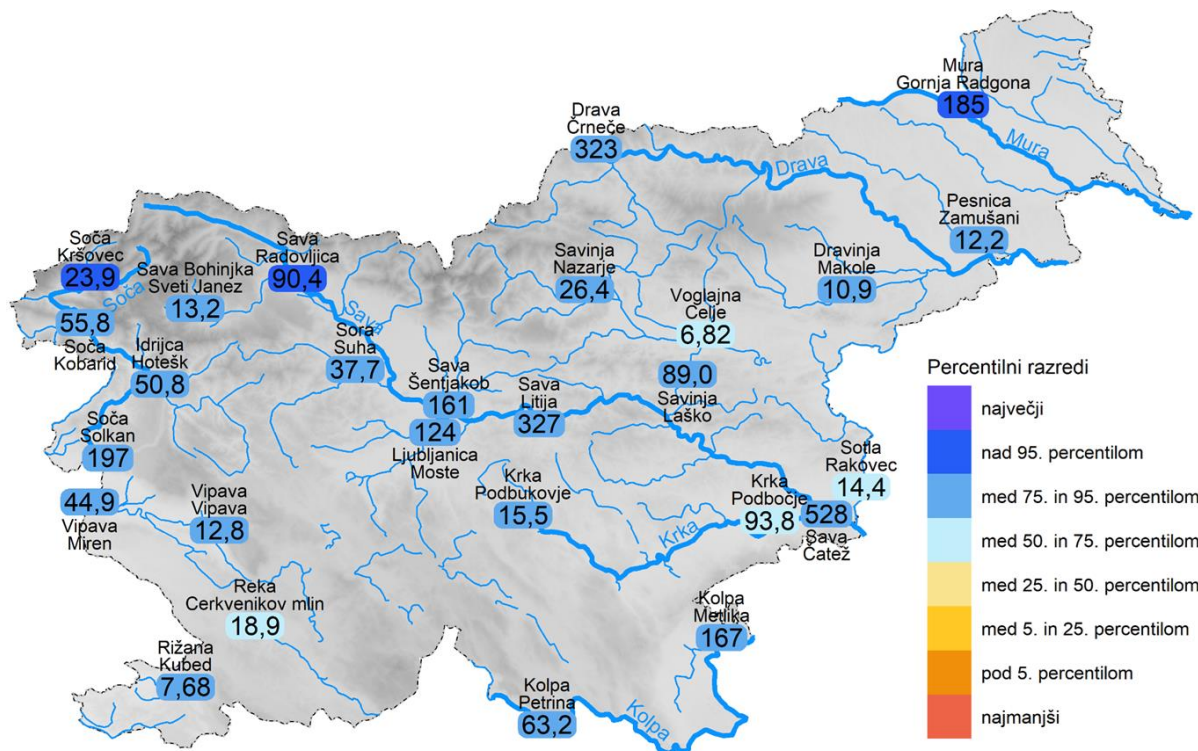 Mura
Gornja Radgona
185
Mura
Drava
Črneče
323
Drava
Pesnica
Zamušani
12,2
Soča
Kršovec
23,9
Sava Bohinjka
Sveti Janez
13,2
Sava
Radovljica
90,4
Savinja
Nazarje
26,4
Dravinja
Makole
10,9
Voglajna
Celje
6,82
Soča
55,8
Soča
Kobarid
Idrijca
Hotešk
50,8
Sava
Sora
Suha
37,7
Sava
Šentjakob
161
124
Ljubljanica
Moste
Sava
Litija
327
89,0
Savinja
Laško
Soča
Solkan
197
44,9
Vipava
Miren
Vipava
Vipava
12,8
Krka
Podbukovje
15,5
Krka
Krka
Podbočje
93,8
Sotla
Rakovec
14,4
528
Sava
Čatež
Reka
Cerkvenikov mlin
18,9
Rižana
Kubed
7,68
Kolpa
Metlika
167
Kolpa
Petrina
63,2
Kolpa
Percentilni razredi
največji
nad 95. percentilom
med 75. in 95. percentilom
med 50. in 75. percentilom
med 25. in 50. percentilom
med 5. in 25. percentilom
pod 5. percentilom
najmanjši